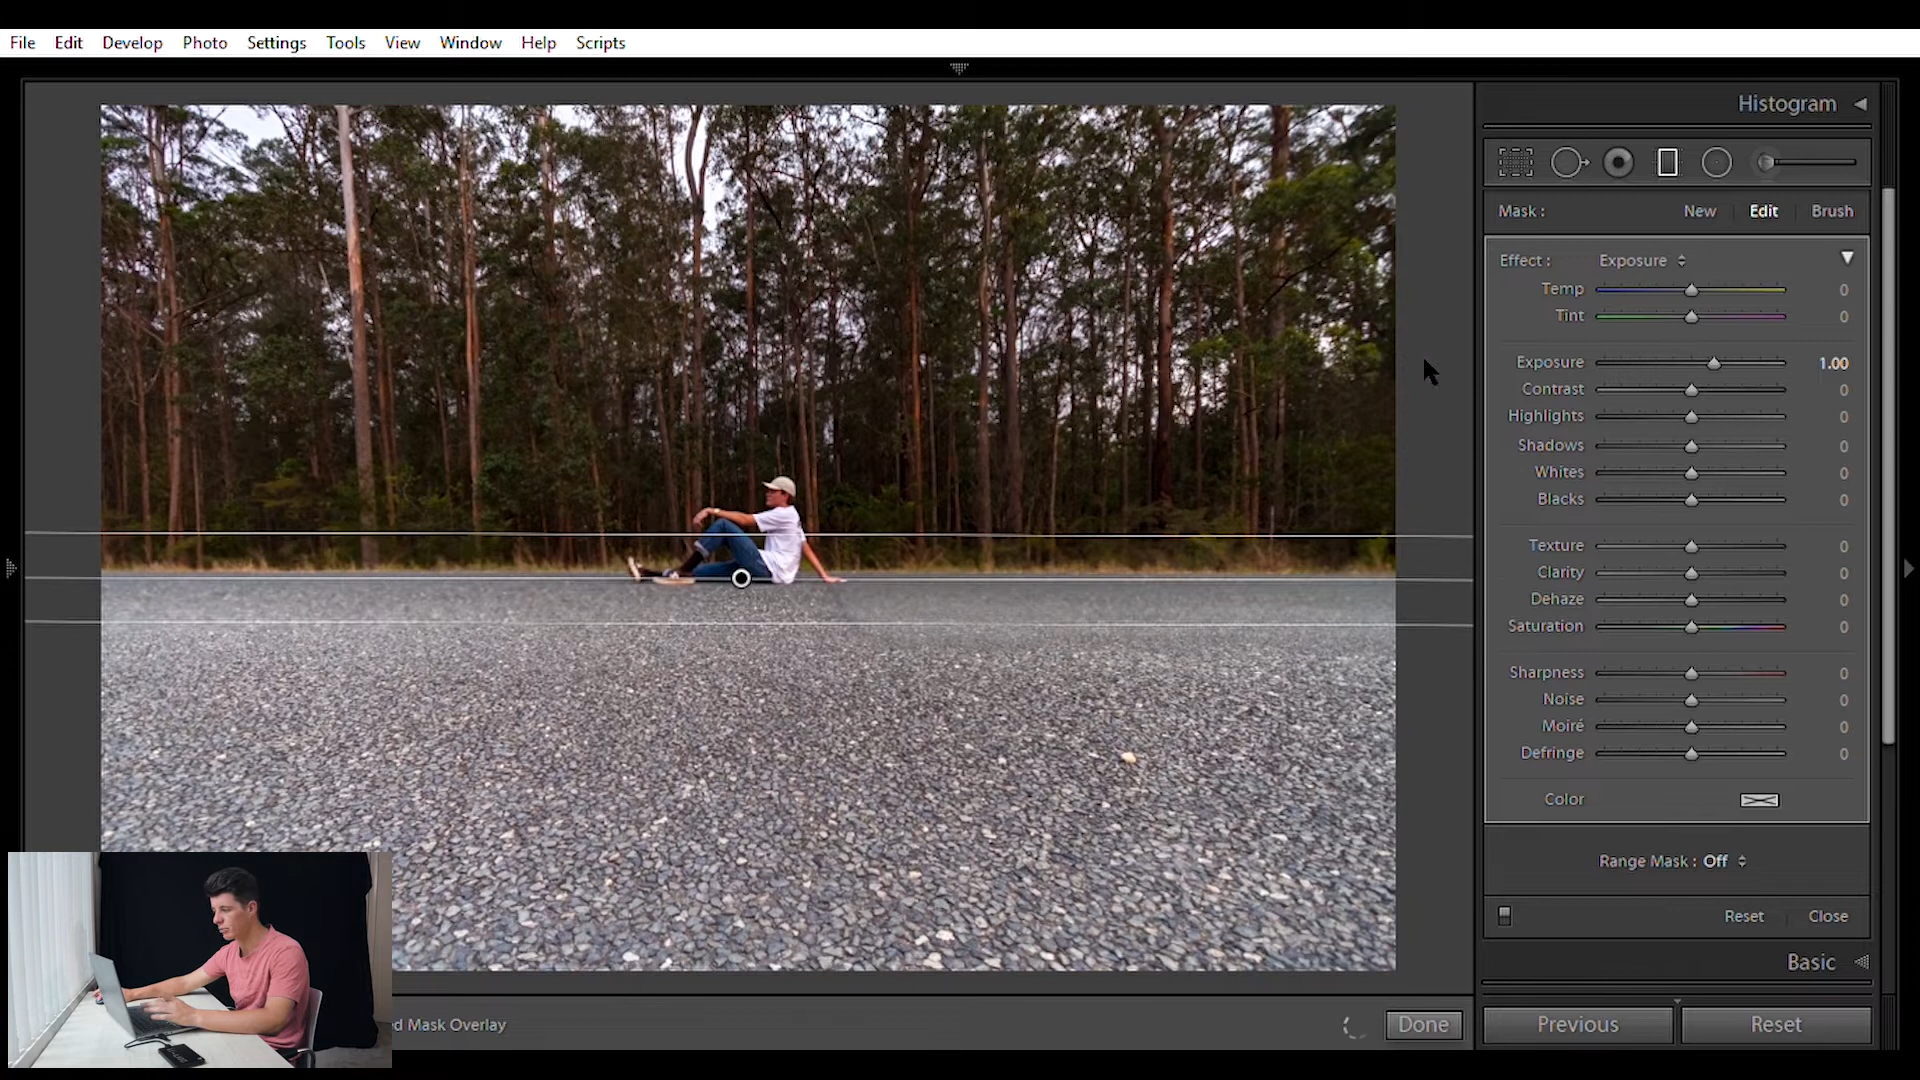 File Edit Develop Photo Settings Tools View Window Help Scripts
Histogram
Mask : New Edit Brush
Effect : Exposure
Temp 0
Tint 0
Exposure 1.00
Contrast 0
Highlights 0
Shadows 0
Whites 0
Blacks 0
Texture 0
Clarity 0
Dehaze 0
Saturation 0
Sharpness 0
Noise 0
Moiré 0
Defringe 0
Color
Range Mask : Off
Reset Close
Basic
d Mask Overlay Done Previous Reset